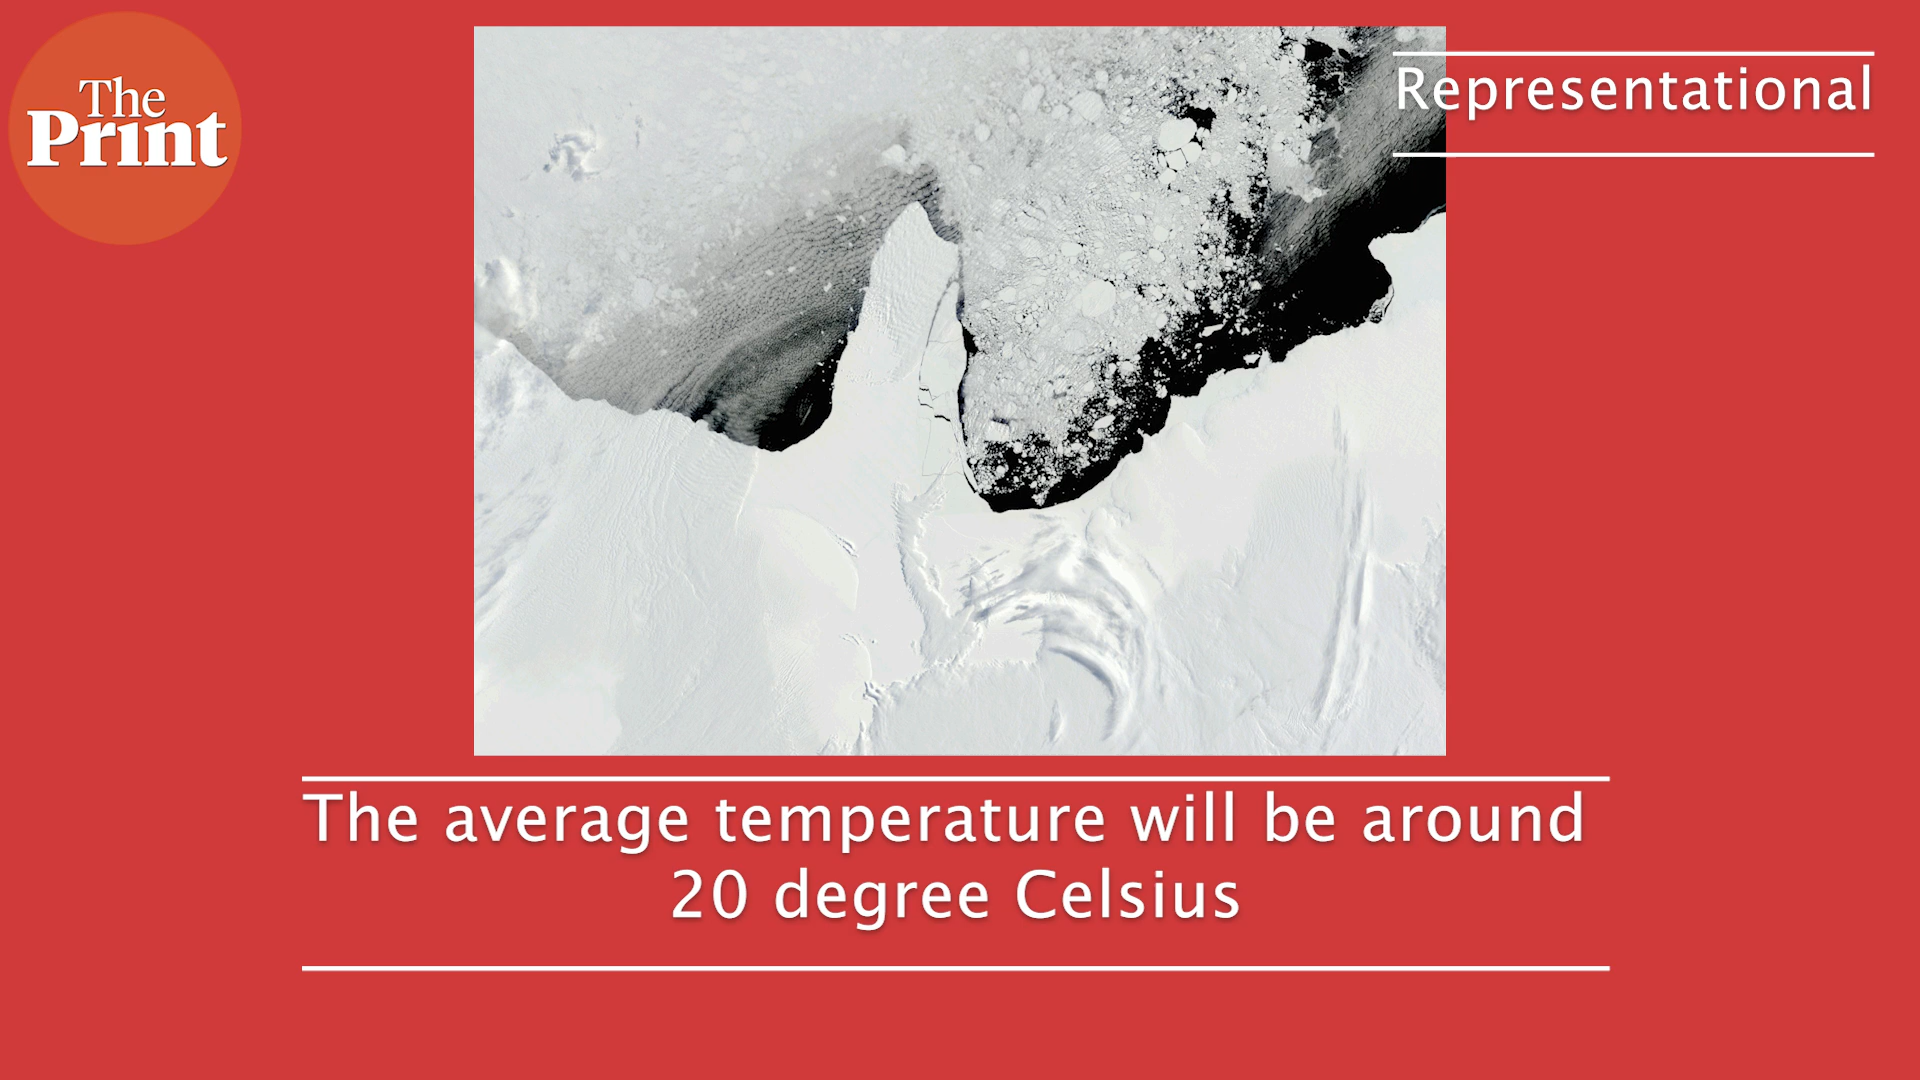 The
Print
Representational
The average temperature will be around
20 degree Celsius